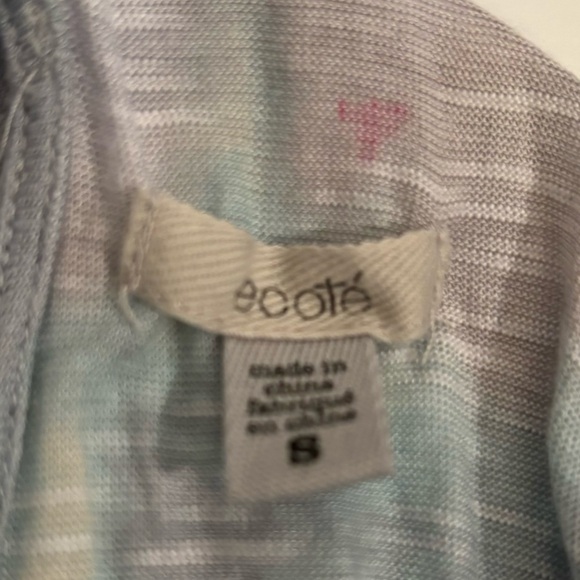 ecoté
made in
china
fabriqué
en chine
S